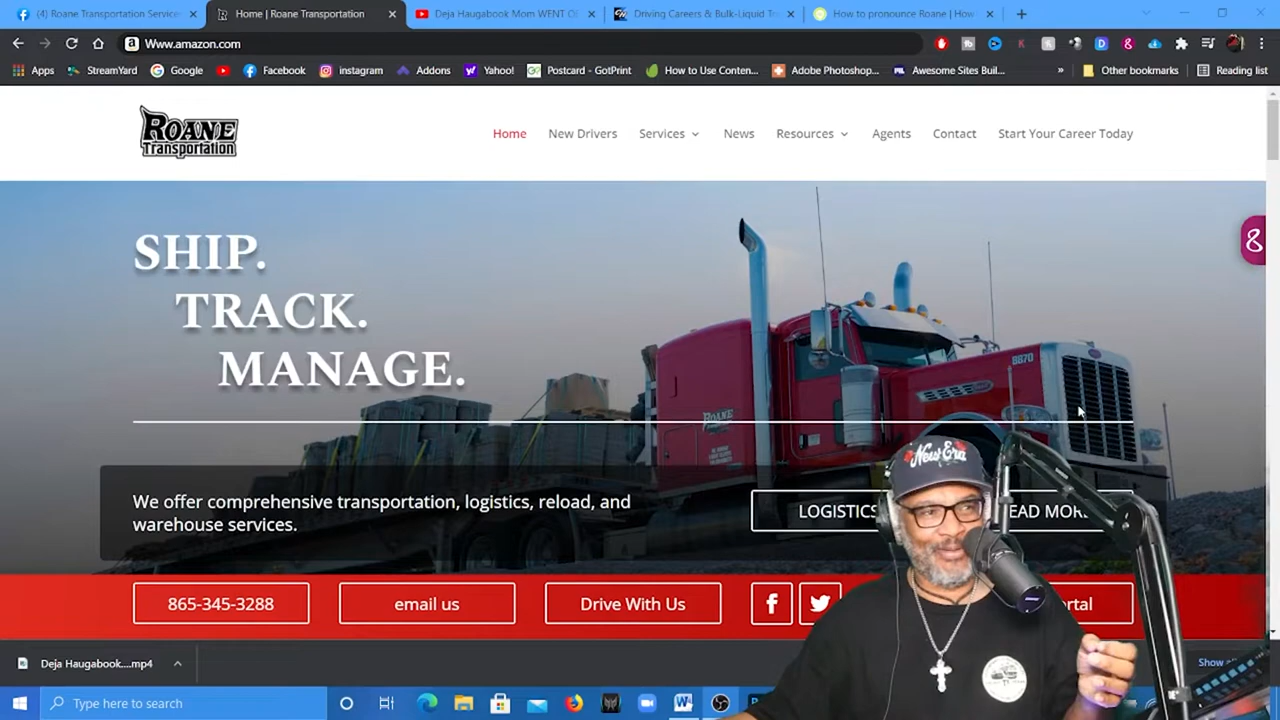 (4) Roane Transportation Service
Home | Roane Transportation
Deja Haugabook Mom WENT OF
Driving Careers & Bulk-Liquid Tr
How to pronounce Roane | How
Www.amazon.com
Apps
StreamYard
Google
Facebook
instagram
Addons
Yahoo!
Postcard - GotPrint
How to Use Conten...
Adobe Photoshop...
Awesome Sites Buil...
Other bookmarks
Reading list
ROANE
Transportation
Home
New Drivers
Services
News
Resources
Agents
Contact
Start Your Career Today
SHIP.
TRACK.
MANAGE.
8870
ROANE
We offer comprehensive transportation, logistics, reload, and
warehouse services.
LOGISTICS
EAD MORE
New Era
865-345-3288
email us
Drive With Us
ortal
Deja Haugabook....mp4
Show a
Type here to search